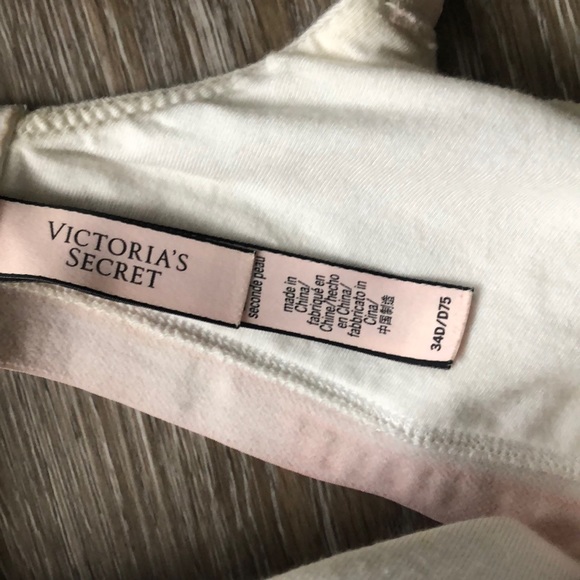 VICTORIA'S
SECRET
seconde peau
made in
China/
fabriqué en
Chine/hecho
en China/
fabbricato in
Cina/
中国制造
34D/D75